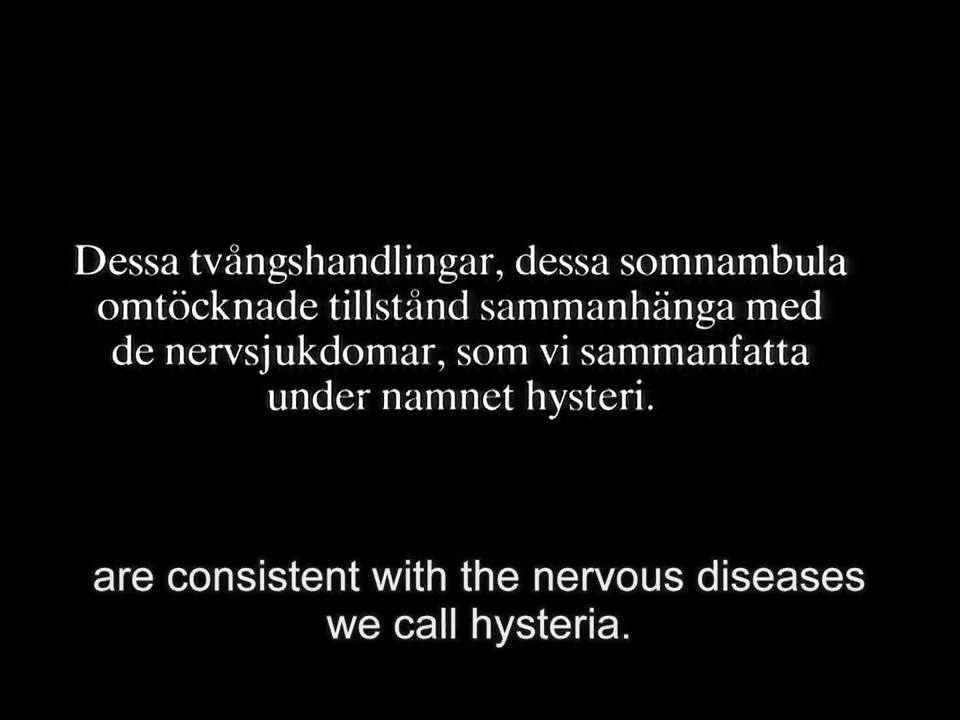 Dessa tvångshandlingar, dessa somnambula
omtöcknade tillstånd sammanhänga med
de nervsjukdomar, som vi sammanfatta
under namnet hysteri.
are consistent with the nervous diseases
we call hysteria.